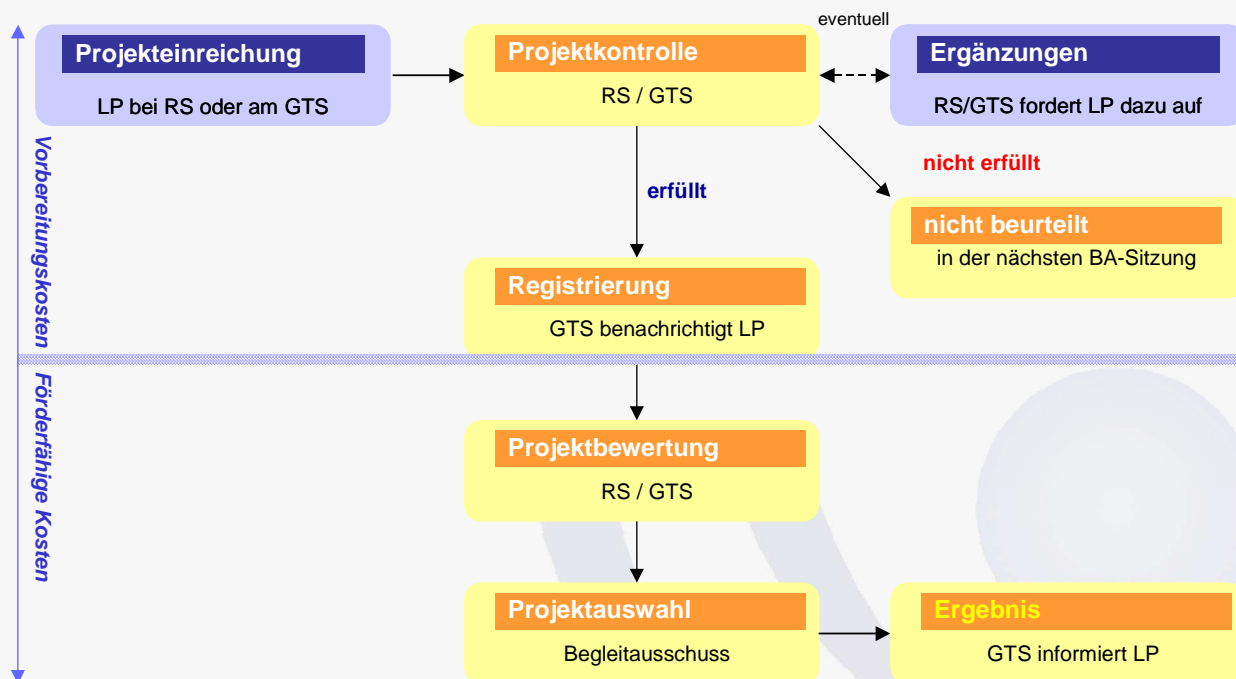 eventuell
Projekteinreichung
LP bei RS oder am GTS
Projektkontrolle
RS / GTS
Ergänzungen
RS/GTS fordert LP dazu auf
Vorbereitungskosten
nicht erfüllt
erfüllt
nicht beurteilt
in der nächsten BA-Sitzung
Registrierung
GTS benachrichtigt LP
Förderfähige Kosten
Projektbewertung
RS / GTS
Projektauswahl
Begleitausschuss
Ergebnis
GTS informiert LP